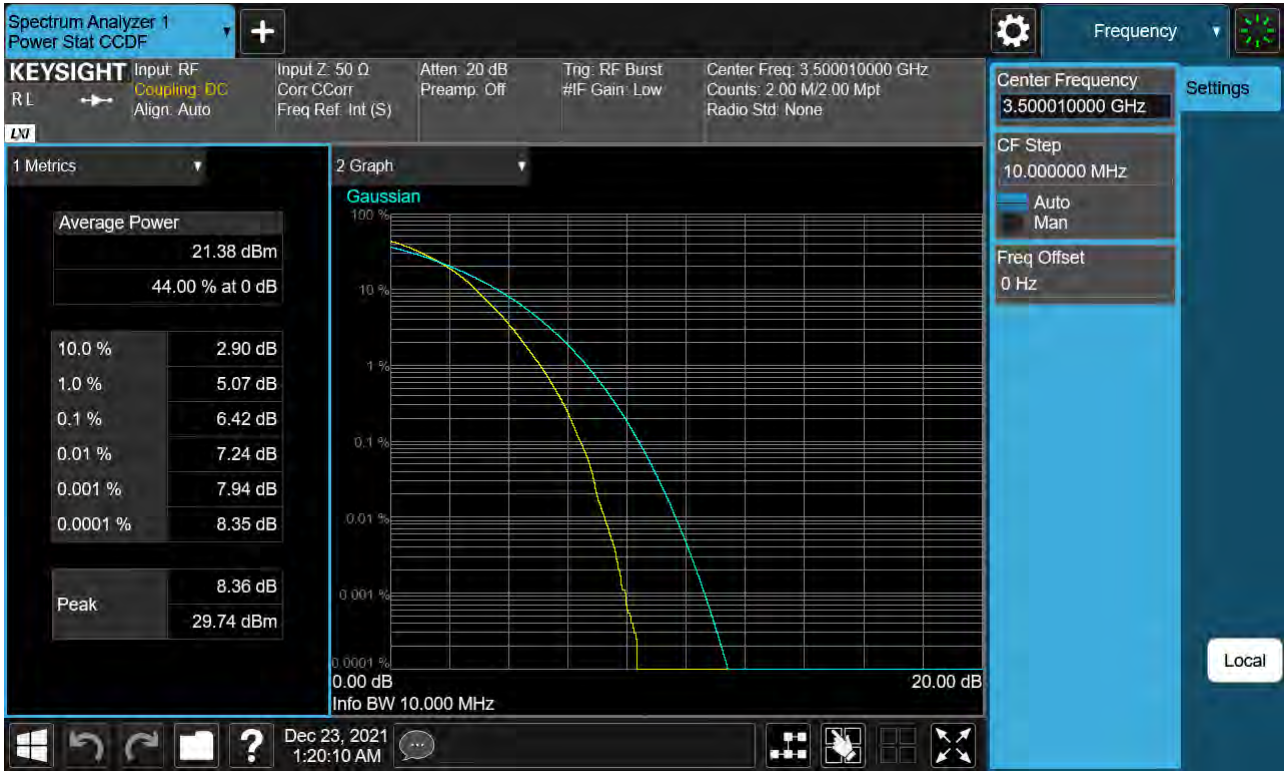 Spectrum Analyzer 1
Power Stat CCDF
Frequency
KEYSIGHT
R L
LXI
Input: RF
Coupling: DC
Align: Auto
Input Z: 50 Ω
Corr CCorr
Freq Ref: Int (S)
Atten: 20 dB
Preamp: Off
Trig: RF Burst
#IF Gain: Low
Center Freq: 3.500010000 GHz
Counts: 2.00 M/2.00 Mpt
Radio Std: None
Center Frequency
3.500010000 GHz
Settings
CF Step
10.000000 MHz
Auto
Man
Freq Offset
0 Hz
1 Metrics
Average Power
21.38 dBm
44.00 % at 0 dB
10.0 % 2.90 dB
1.0 % 5.07 dB
0.1 % 6.42 dB
0.01 % 7.24 dB
0.001 % 7.94 dB
0.0001 % 8.35 dB
Peak
8.36 dB
29.74 dBm
2 Graph
Gaussian
100 %
10 %
1 %
0.1 %
0.01 %
0.001 %
0.0001 %
0.00 dB 20.00 dB
Info BW 10.000 MHz
Local
?
Dec 23, 2021
1:20:10 AM